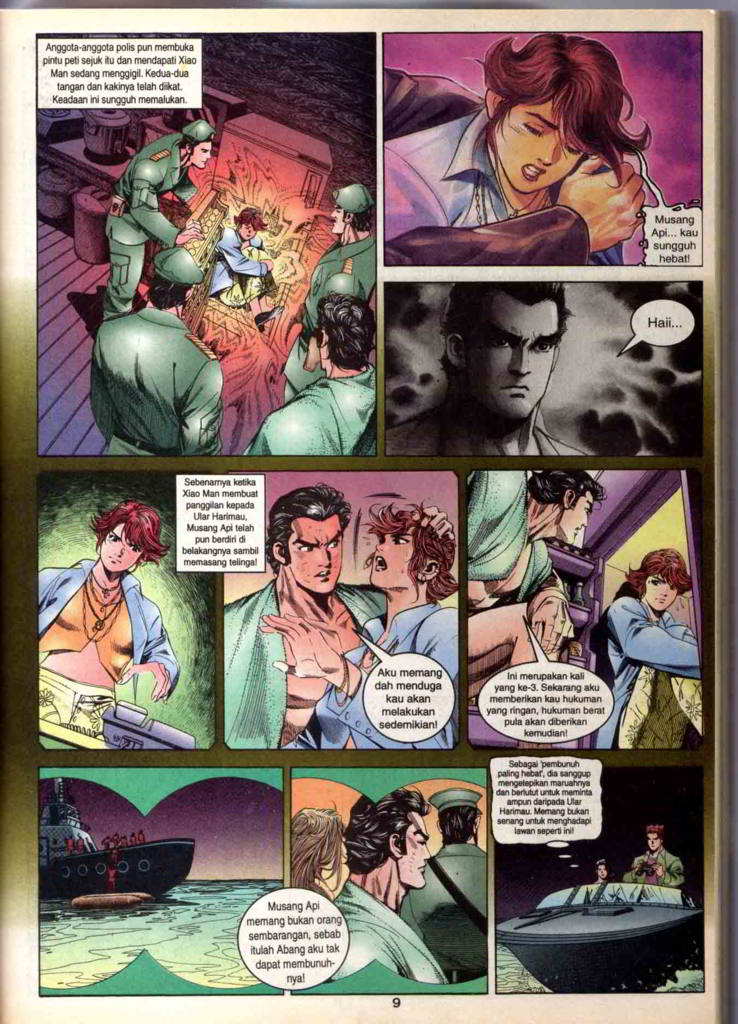 Anggota-anggota polis pun membuka
pintu peti sejuk itu dan mendapati Xiao
Man sedang menggigil. Kedua-dua
tangan dan kakinya telah diikat.
Keadaan ini sungguh memalukan.
Musang
Api... kau
sungguh
hebat!
Haii...
Sebenarnya ketika
Xiao Man membuat
panggilan kepada
Ular Harimau,
Musang Api telah
pun berdiri di
belakangnya sambil
memasang telinga!
Aku memang
dah menduga
kau akan
melakukan
sedemikian!
Ini merupakan kali
yang ke-3. Sekarang aku
memberikan kau hukuman
yang ringan, hukuman berat
pula akan diberikan
kemudian!
Musang Api
memang bukan orang
sembarangan, sebab
itulah Abang aku tak
dapat membunuh-
nya!
Sebagai 'pembunuh
paling hebat', dia sanggup
mengetepikan maruahnya
dan berlutut untuk meminta
ampun daripada Ular
Harimau. Memang bukan
senang untuk menghadapi
lawan seperti ini!
9